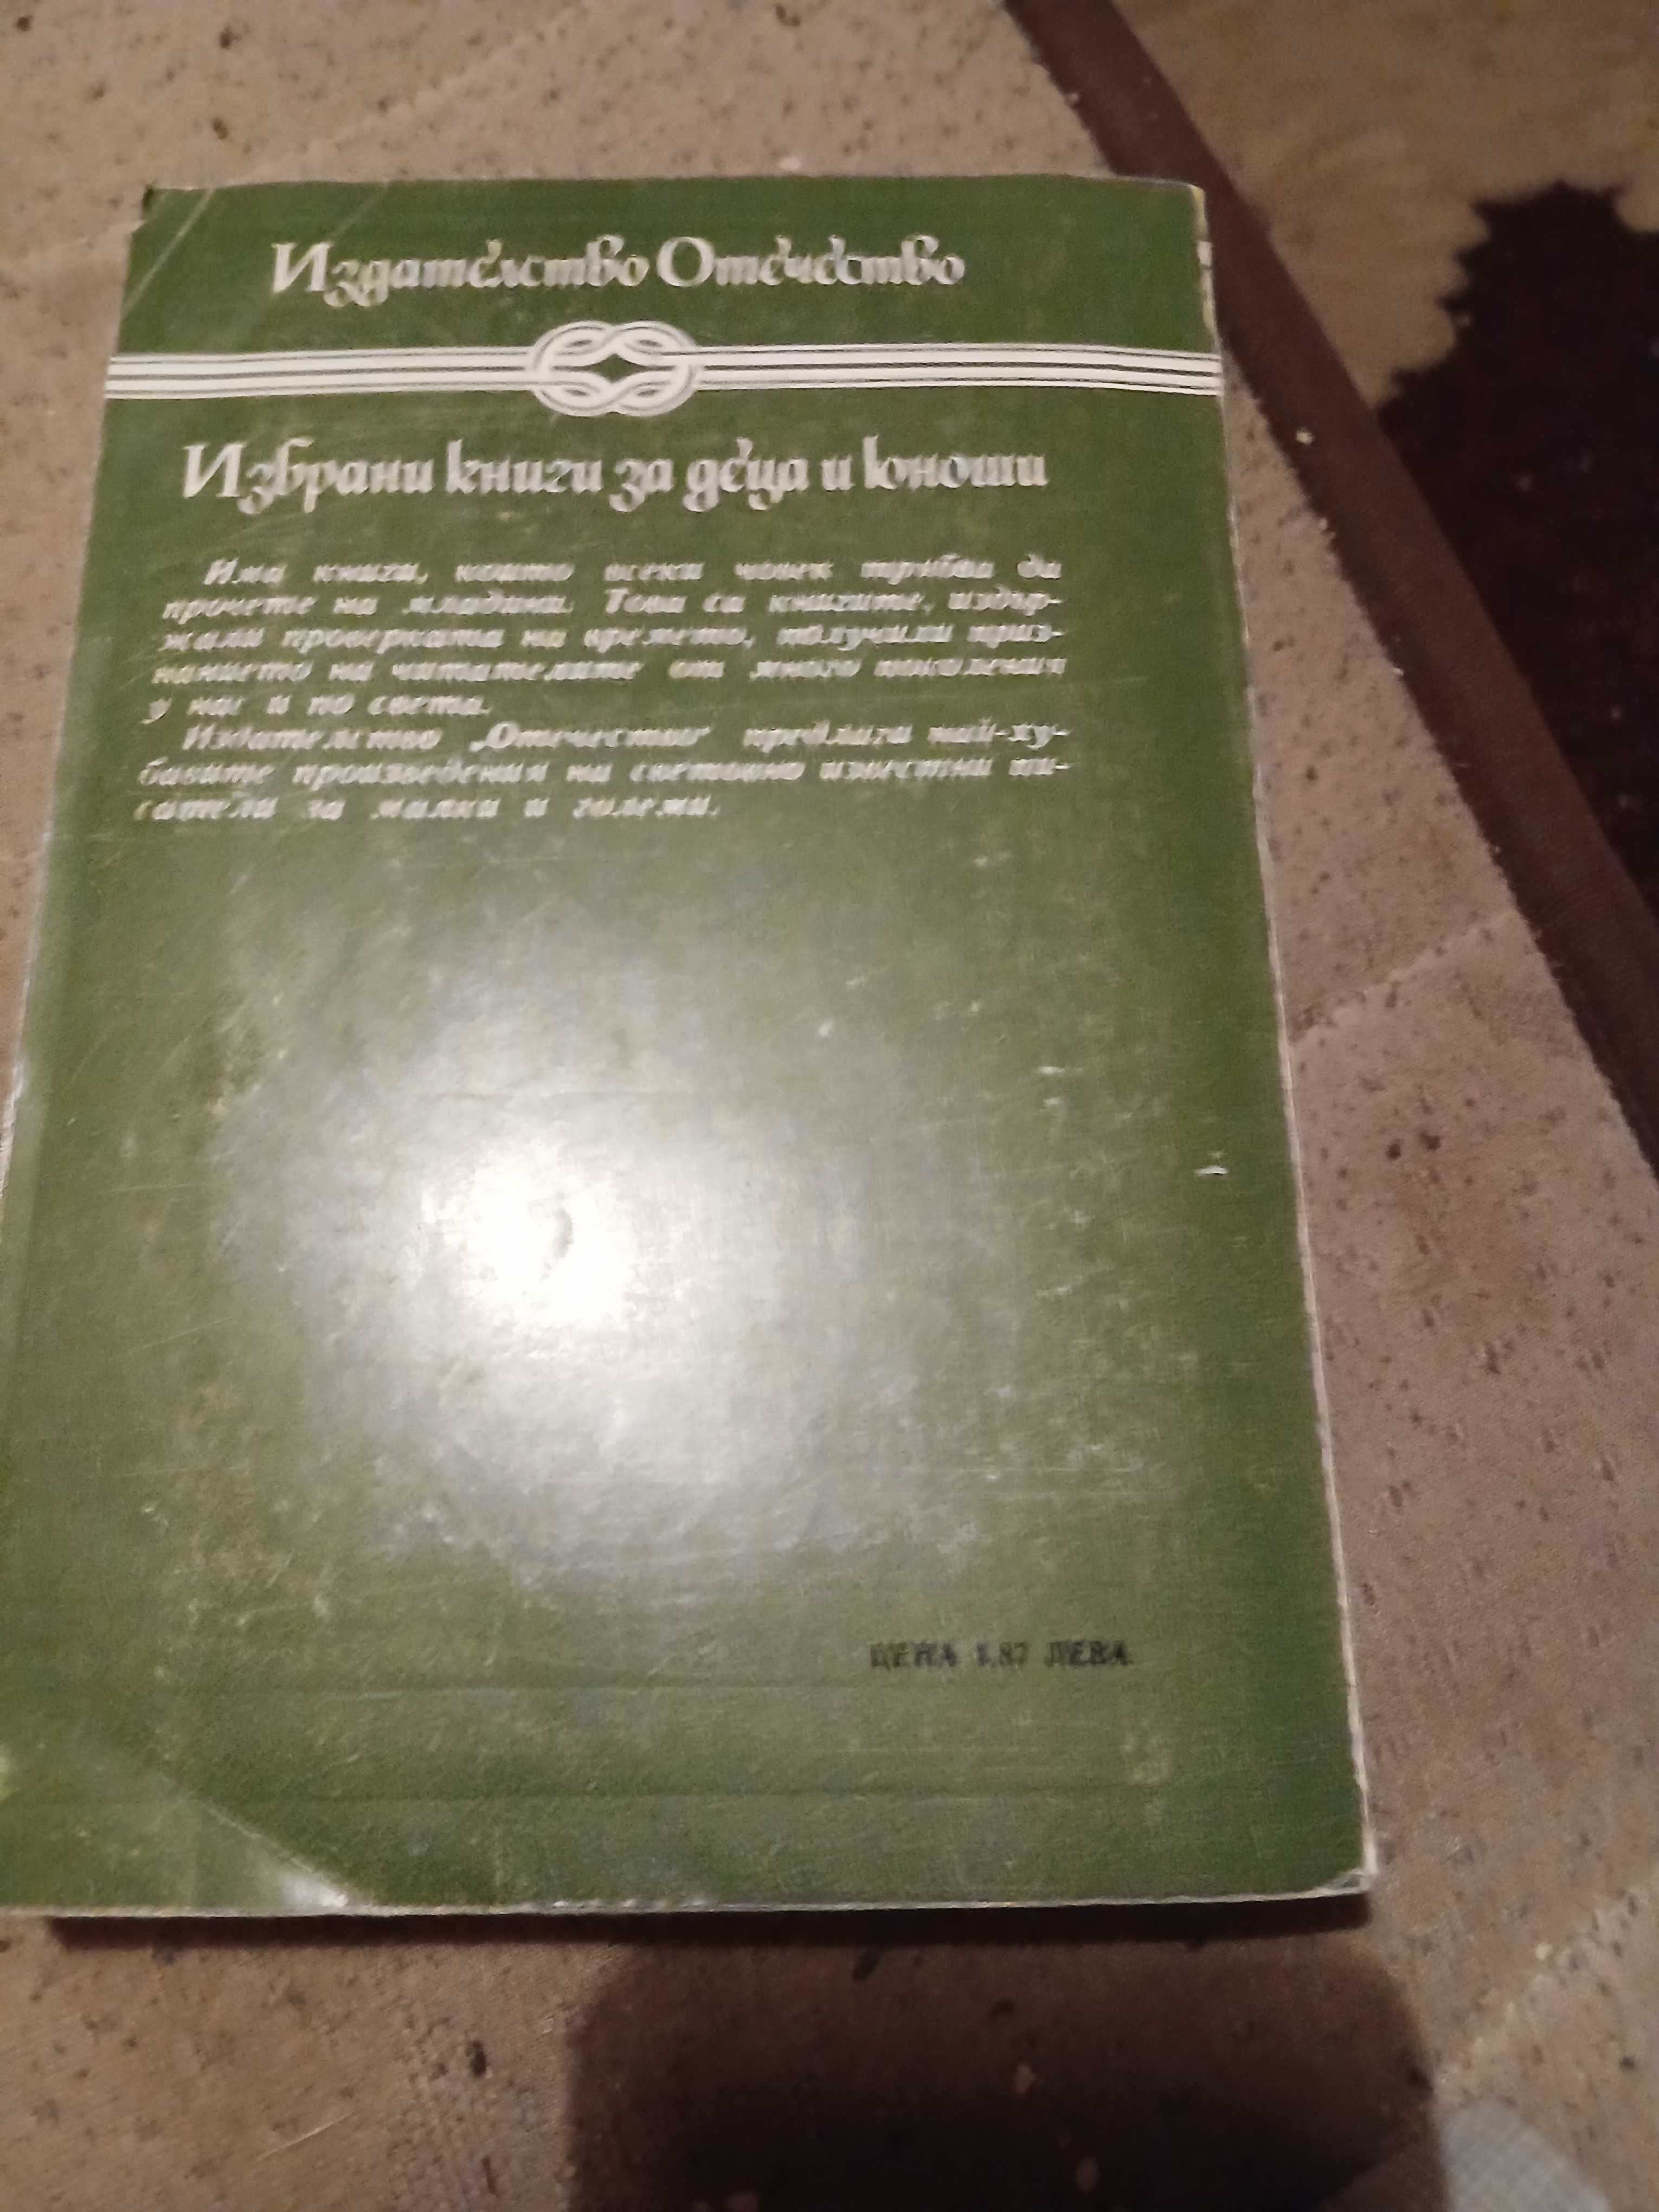 Издателство Отечество
Избрани книги за деца и юноши
Има книги, които всеки човек трябва да
прочете на младини. Това са книгите, издър-
жали проверката на времето, получили приз-
нанието на читателите от много поколения
у нас и по света.
Издателство „Отечество“ предлага най-ху-
бавите произведения на световно известни пи-
сатели за малки и големи.
ЦЕНА 1,87 ЛЕВА